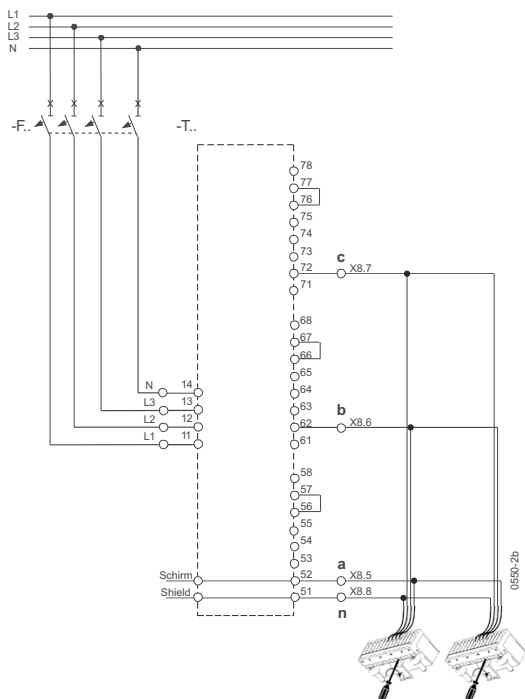 L1
L2
L3
N
-F..
-T..
78
77
76
75
74
73
c
72
X8.7
71
68
67
66
65
N
14
64
L3
13
63
b
L2
12
62
X8.6
L1
11
61
58
57
56
55
54
53
a
Schirm
52
X8.5
Shield
51
X8.8
n
0550-2b